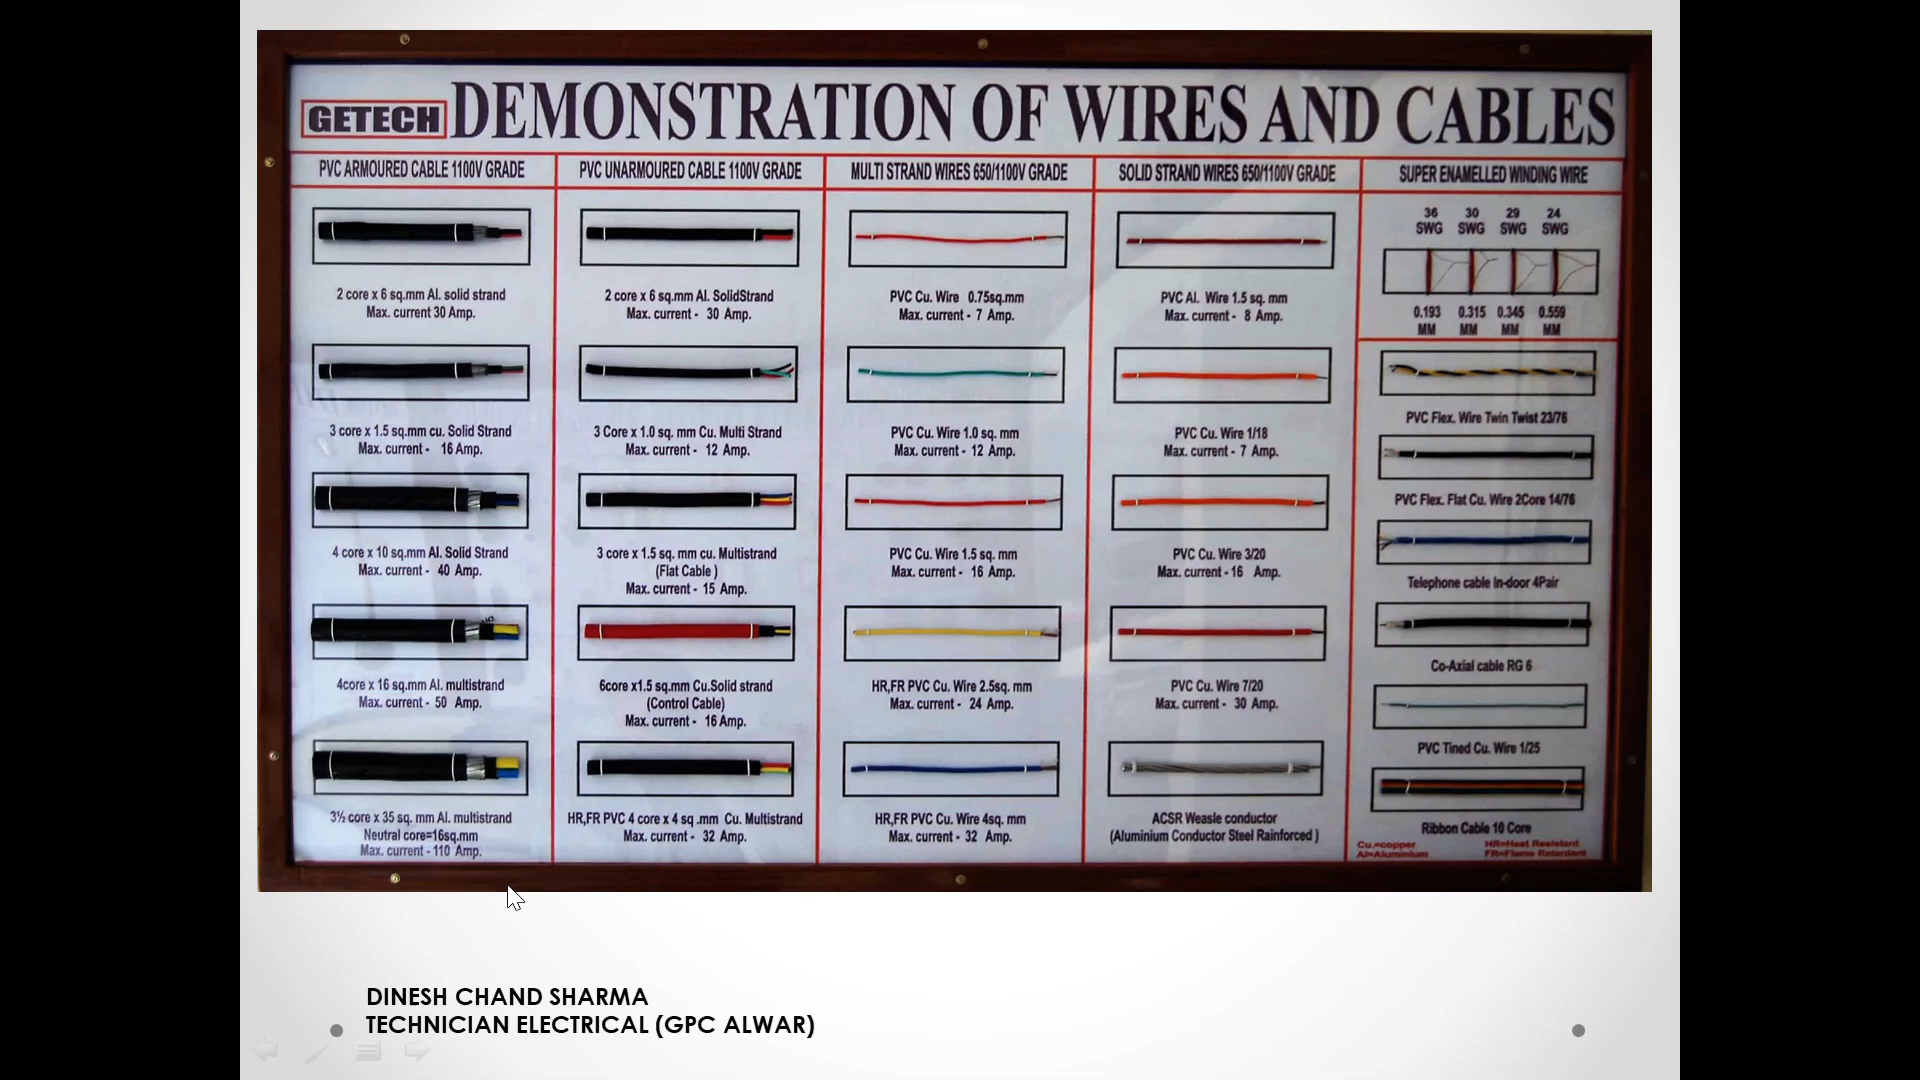 GETECH DEMONSTRATION OF WIRES AND CABLES
PVC ARMOURED CABLE 1100V GRADE
2 core x 6 sq.mm Al. solid strand
Max. current 30 Amp.
3 core x 1.5 sq.mm cu. Solid Strand
Max. current - 16 Amp.
4 core x 10 sq.mm Al. Solid Strand
Max. current - 40 Amp.
4core x 16 sq.mm Al. multistrand
Max. current - 50 Amp.
3½ core x 35 sq. mm Al. multistrand
Neutral core=16sq.mm
Max. current - 110 Amp.
PVC UNARMOURED CABLE 1100V GRADE
2 core x 6 sq.mm Al. SolidStrand
Max. current - 30 Amp.
3 Core x 1.0 sq. mm Cu. Multi Strand
Max. current - 12 Amp.
3 core x 1.5 sq. mm cu. Multistrand
(Flat Cable )
Max. current - 15 Amp.
6core x1.5 sq.mm Cu.Solid strand
(Control Cable)
Max. current - 16 Amp.
HR,FR PVC 4 core x 4 sq .mm Cu. Multistrand
Max. current - 32 Amp.
MULTI STRAND WIRES 650/1100V GRADE
PVC Cu. Wire 0.75sq.mm
Max. current - 7 Amp.
PVC Cu. Wire 1.0 sq. mm
Max. current - 12 Amp.
PVC Cu. Wire 1.5 sq. mm
Max. current - 16 Amp.
HR,FR PVC Cu. Wire 2.5sq. mm
Max. current - 24 Amp.
HR,FR PVC Cu. Wire 4sq. mm
Max. current - 32 Amp.
SOLID STRAND WIRES 650/1100V GRADE
PVC Al. Wire 1.5 sq. mm
Max. current - 8 Amp.
PVC Cu. Wire 1/18
Max. current - 7 Amp.
PVC Cu. Wire 3/20
Max. current - 16 Amp.
PVC Cu. Wire 7/20
Max. current - 30 Amp.
ACSR Weasle conductor
(Aluminium Conductor Steel Rainforced )
SUPER ENAMELLED WINDING WIRE
36 30 29 24
SWG SWG SWG SWG
0.193 0.315 0.345 0.559
MM MM MM MM
PVC Flex. Wire Twin Twist 23/76
PVC Flex. Flat Cu. Wire 2Core 14/76
Telephone cable In-door 4Pair
Co-Axial cable RG 6
PVC Tined Cu. Wire 1/25
Ribbon Cable 10 Core
Cu.=copper HR=Heat Resistant
Al=Aluminium FR=Flame Retardent
DINESH CHAND SHARMA
TECHNICIAN ELECTRICAL (GPC ALWAR)